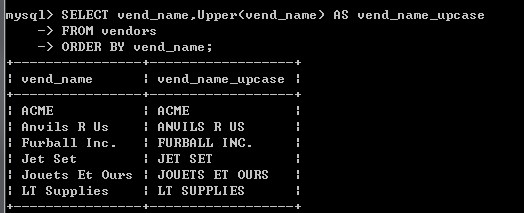 mysql> SELECT vend_name,Upper(vend_name) AS vend_name_upcase
    -> FROM vendors
    -> ORDER BY vend_name;
+----------------+------------------+
| vend_name      | vend_name_upcase |
+----------------+------------------+
| ACME           | ACME             |
| Anvils R Us    | ANVILS R US      |
| Furball Inc.   | FURBALL INC.     |
| Jet Set        | JET SET          |
| Jouets Et Ours | JOUETS ET OURS   |
| LT Supplies    | LT SUPPLIES      |
+----------------+------------------+